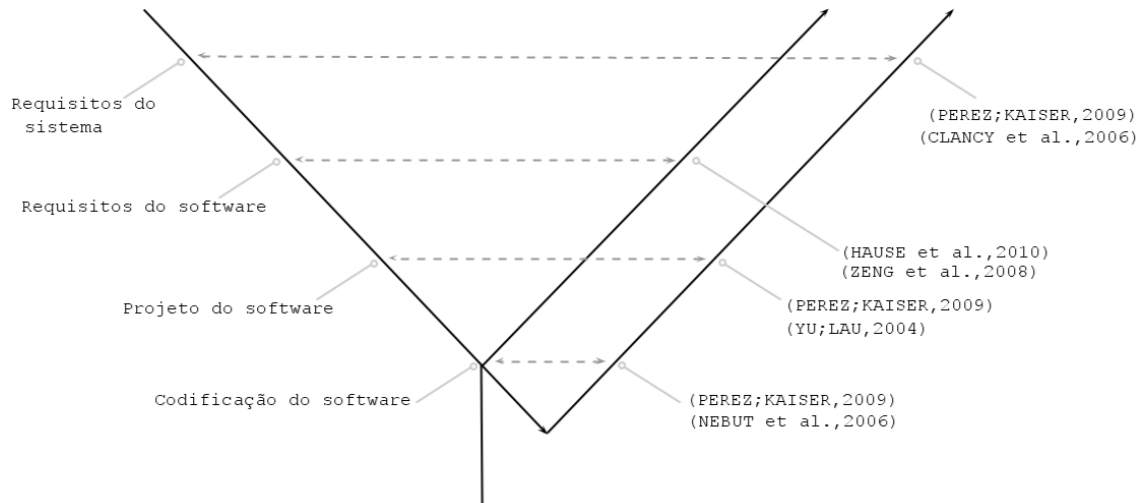 Requisitos do
sistema
(PEREZ;KAISER,2009)
(CLANCY et al.,2006)
Requisitos do software
(HAUSE et al.,2010)
(ZENG et al.,2008)
Projeto do software
(PEREZ;KAISER,2009)
(YU;LAU,2004)
Codificação do software
(PEREZ;KAISER,2009)
(NEBUT et al.,2006)